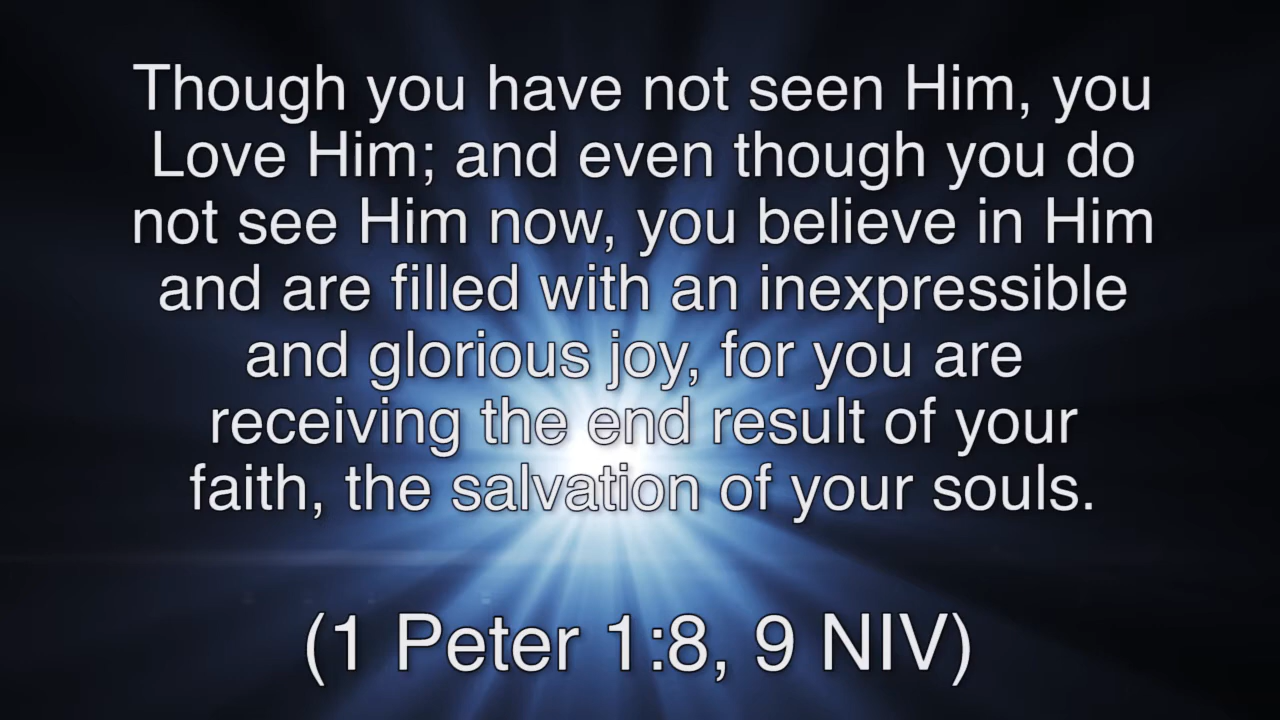 Though you have not seen Him, you
Love Him; and even though you do
not see Him now, you believe in Him
and are filled with an inexpressible
and glorious joy, for you are
receiving the end result of your
faith, the salvation of your souls.
(1 Peter 1:8, 9 NIV)